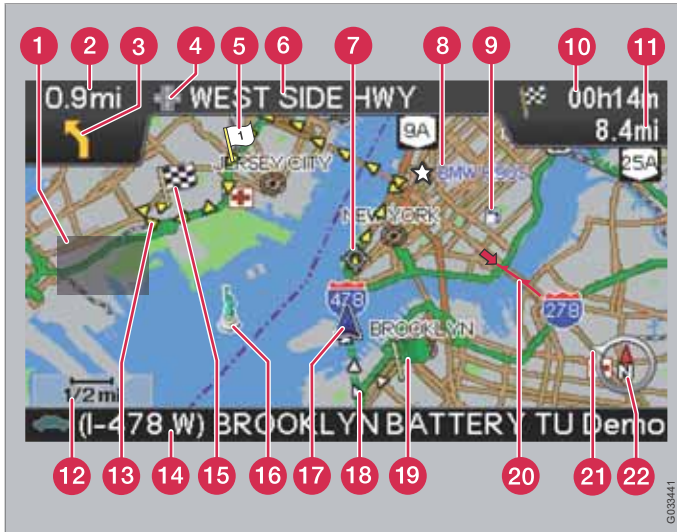 1 2 3 4 5 6 7 8 9 10 11
0.9mi WEST SIDE HWY 00h14m
8.4mi
9A
1
JERSEY CITY
25A
NEW YORK
478
278
BROOKLYN
N
1/2 mi
(I-478 W) BROOKLYN BATTERY TU Demo
12 13 14 15 16 17 18 19 20 21 22
G033441